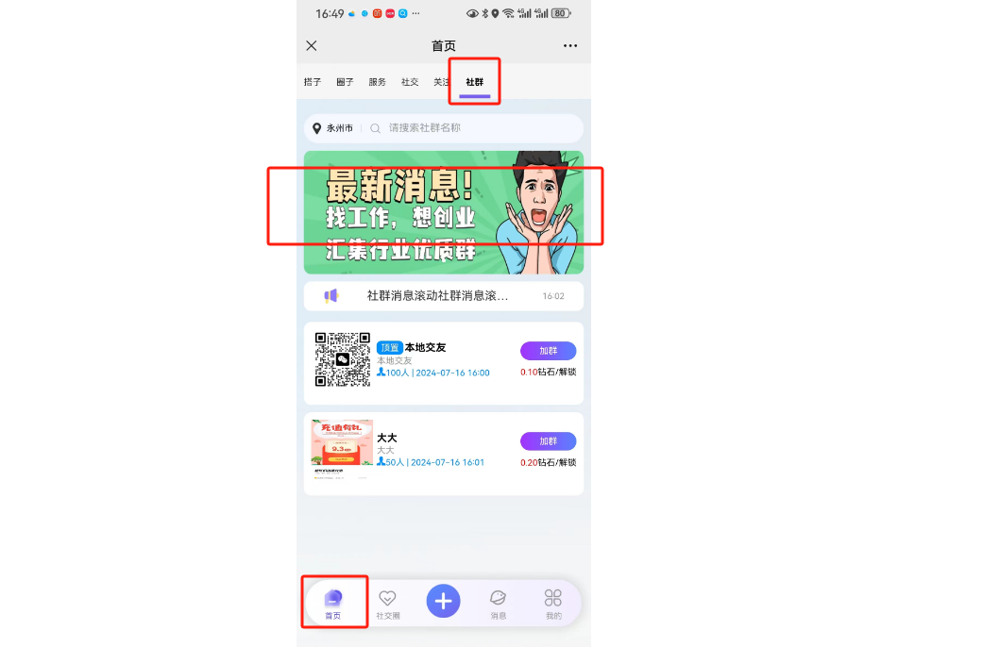 16:49 ··· 4G 4G 80
首页
搭子 圈子 服务 社交 关注 社群
永州市 请搜索社群名称
最新消息!
找工作，想创业
汇集行业优质群
社群消息滚动社群消息滚... 16:02
顶置 本地交友 加群
本地交友
100人 | 2024-07-16 16:00 0.10钻石/解锁
充值有礼
9.3
大大 加群
大大
50人 | 2024-07-16 16:01 0.20钻石/解锁
首页 社交圈 消息 我的